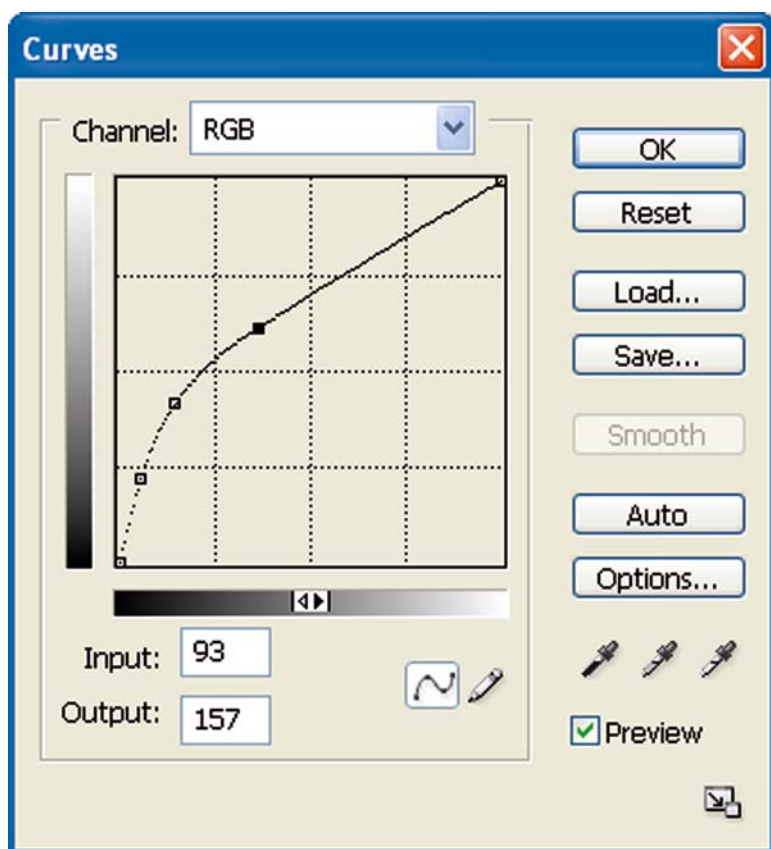 Curves
Channel: RGB
OK
Reset
Load...
Save...
Smooth
Auto
Options...
Input: 93
Output: 157
Preview